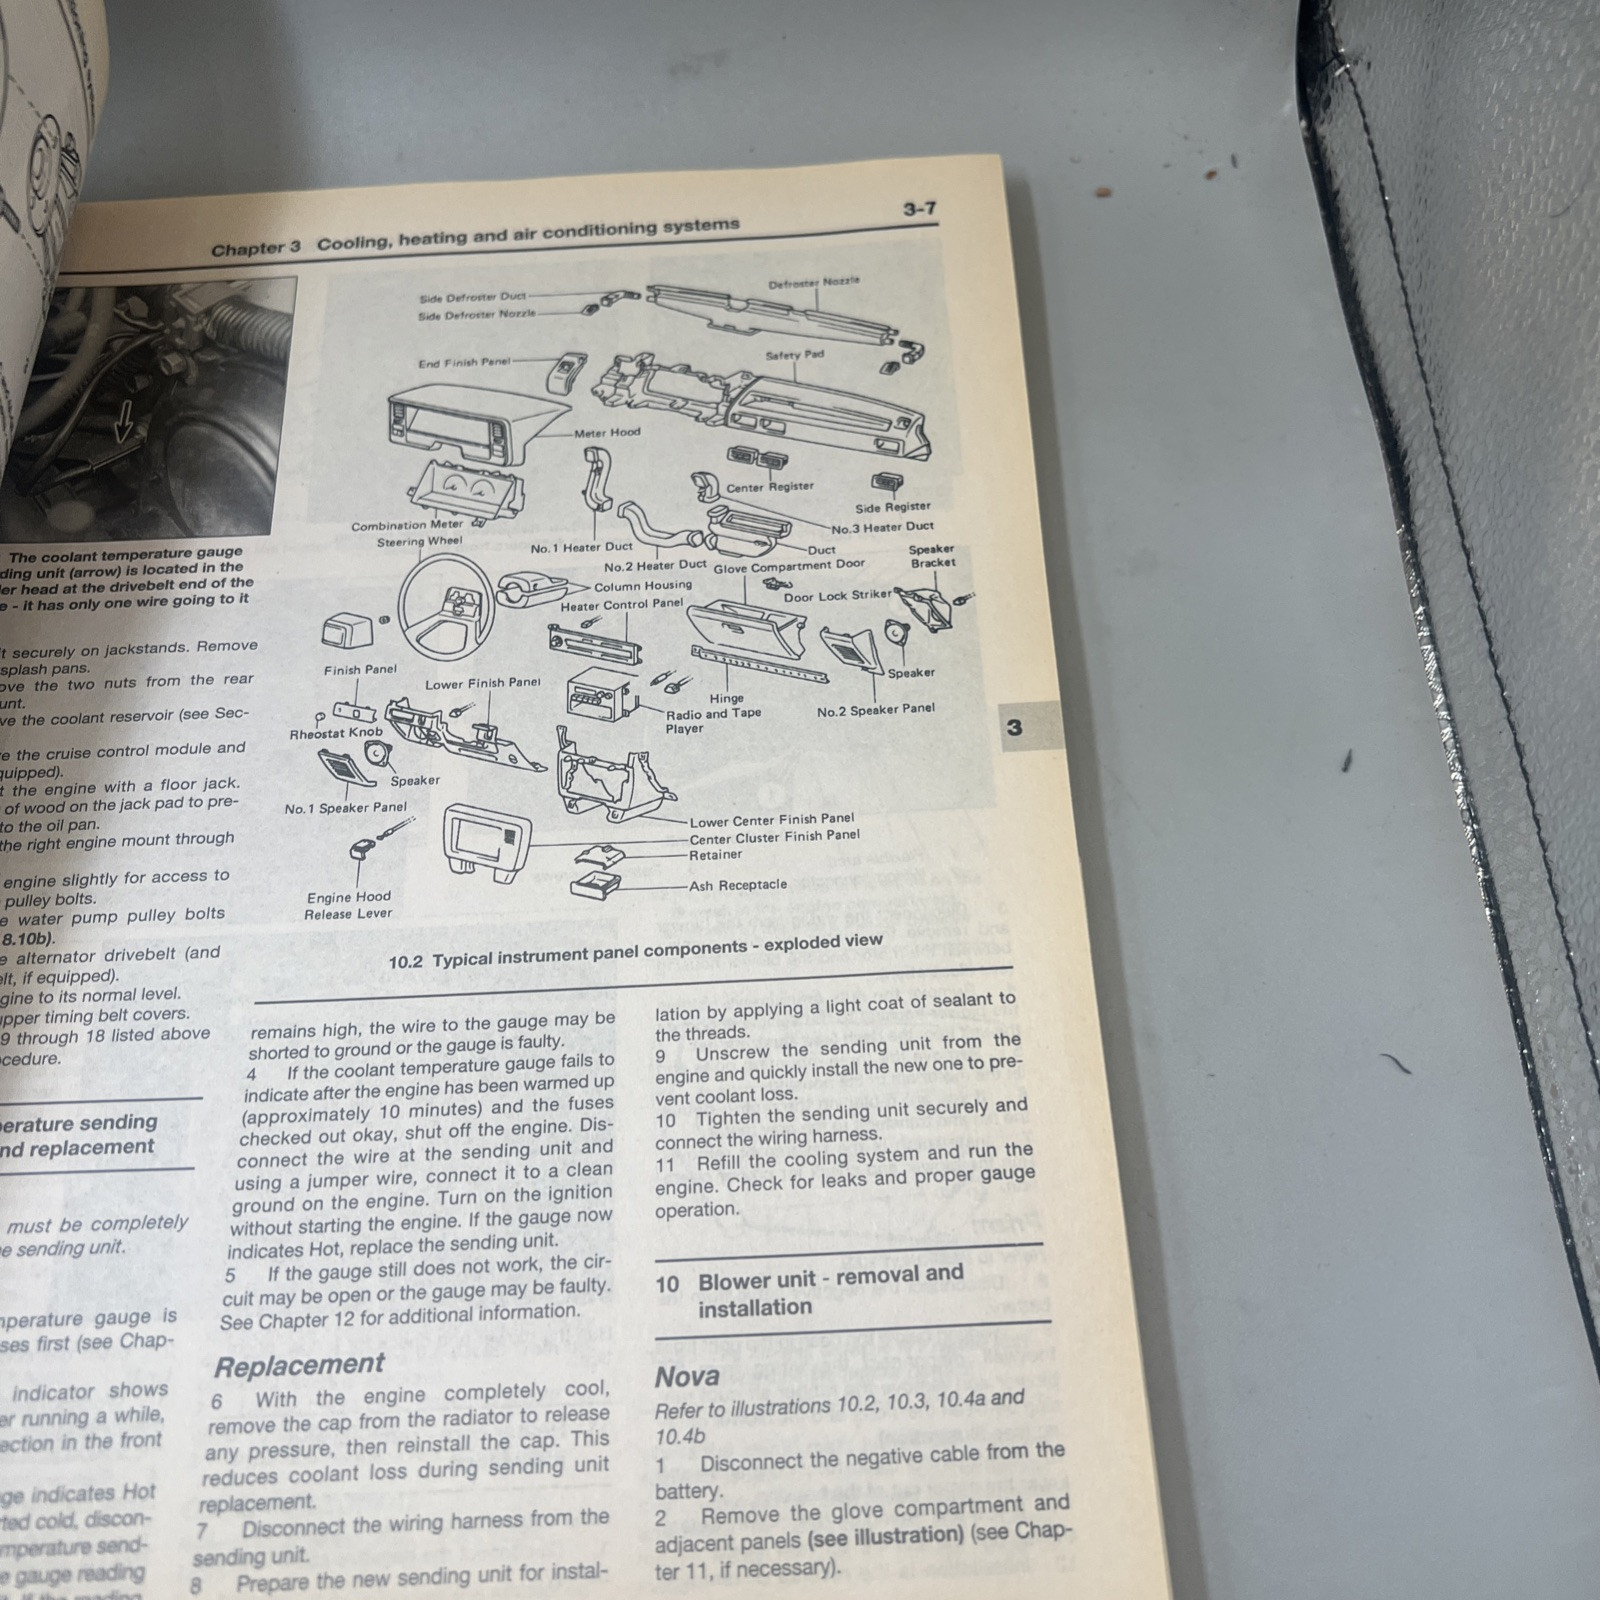 Chapter 3 Cooling, heating and air conditioning systems
3-7
Side Defroster Duct
Side Defroster Nozzle
Defroster Nozzle
End Finish Panel
Safety Pad
Meter Hood
Center Register
Side Register
Combination Meter
No.3 Heater Duct
Steering Wheel
No.1 Heater Duct
Duct
Speaker
Bracket
No.2 Heater Duct
Glove Compartment Door
Column Housing
Door Lock Striker
Heater Control Panel
Finish Panel
Lower Finish Panel
Speaker
Hinge
No.2 Speaker Panel
Radio and Tape
Player
Rheostat Knob
Speaker
No.1 Speaker Panel
Lower Center Finish Panel
Center Cluster Finish Panel
Retainer
Ash Receptacle
Engine Hood
Release Lever
3
10.2 Typical instrument panel components - exploded view
The coolant temperature gauge
ding unit (arrow) is located in the
er head at the drivebelt end of the
e - it has only one wire going to it
t securely on jackstands. Remove
splash pans.
ove the two nuts from the rear
unt.
ve the coolant reservoir (see Sec-
e the cruise control module and
quipped).
t the engine with a floor jack.
of wood on the jack pad to pre-
to the oil pan.
the right engine mount through
engine slightly for access to
pulley bolts.
e water pump pulley bolts
8.10b).
e alternator drivebelt (and
elt, if equipped).
gine to its normal level.
upper timing belt covers.
9 through 18 listed above
ocedure.
perature sending
nd replacement
must be completely
e sending unit.
mperature gauge is
ses first (see Chap-
indicator shows
er running a while,
ection in the front
ge indicates Hot
rted cold, discon-
mperature send-
e gauge reading
remains high, the wire to the gauge may be
shorted to ground or the gauge is faulty.
4 If the coolant temperature gauge fails to
indicate after the engine has been warmed up
(approximately 10 minutes) and the fuses
checked out okay, shut off the engine. Dis-
connect the wire at the sending unit and
using a jumper wire, connect it to a clean
ground on the engine. Turn on the ignition
without starting the engine. If the gauge now
indicates Hot, replace the sending unit.
5 If the gauge still does not work, the cir-
cuit may be open or the gauge may be faulty.
See Chapter 12 for additional information.
Replacement
6 With the engine completely cool,
remove the cap from the radiator to release
any pressure, then reinstall the cap. This
reduces coolant loss during sending unit
replacement.
7 Disconnect the wiring harness from the
sending unit.
8 Prepare the new sending unit for instal-
lation by applying a light coat of sealant to
the threads.
9 Unscrew the sending unit from the
engine and quickly install the new one to pre-
vent coolant loss.
10 Tighten the sending unit securely and
connect the wiring harness.
11 Refill the cooling system and run the
engine. Check for leaks and proper gauge
operation.
10 Blower unit - removal and
installation
Nova
Refer to illustrations 10.2, 10.3, 10.4a and
10.4b
1 Disconnect the negative cable from the
battery.
2 Remove the glove compartment and
adjacent panels (see illustration) (see Chap-
ter 11, if necessary).